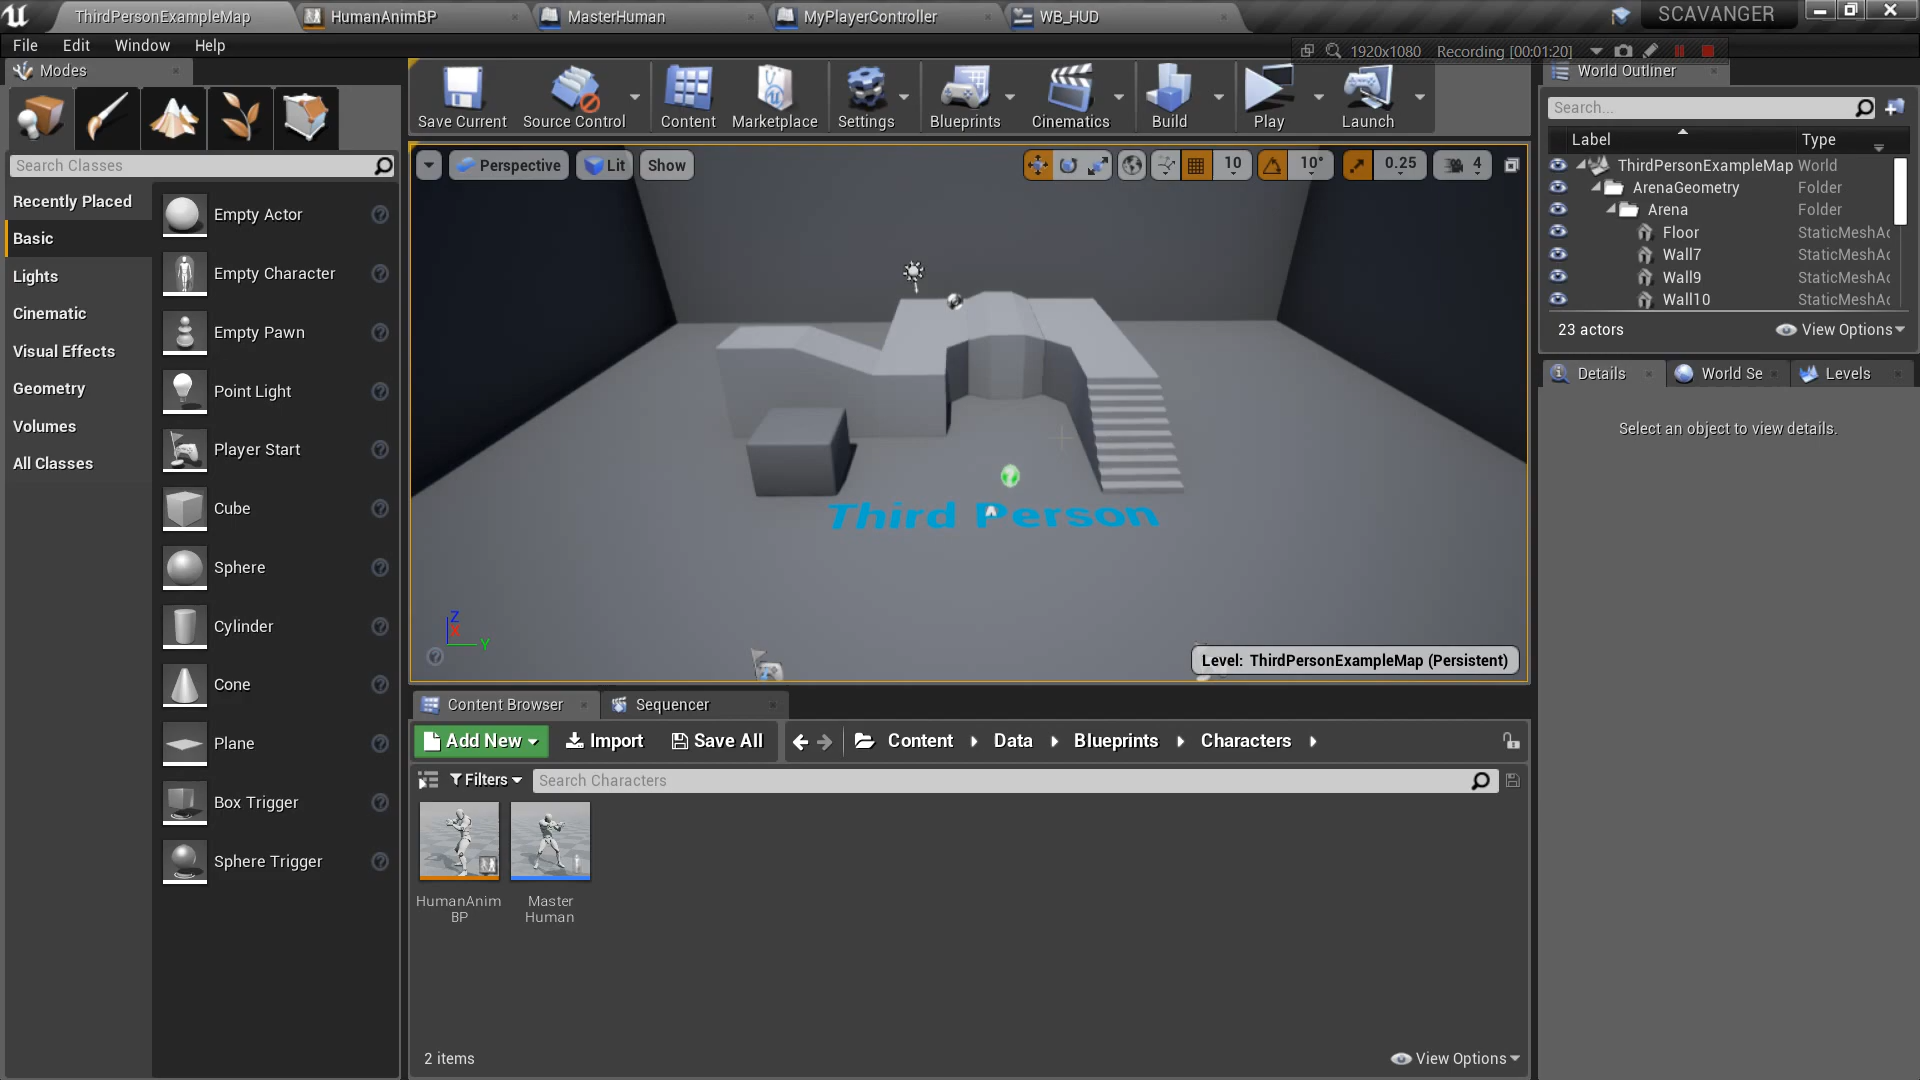 ThirdPersonExampleMap
HumanAnimBP
MasterHuman
MyPlayerController
WB_HUD
SCAVANGER
File Edit Window Help
1920x1080 Recording [00:01:20]
Modes
World Outliner
Save Current
Source Control
Content
Marketplace
Settings
Blueprints
Cinematics
Build
Play
Launch
Search...
Label Type
Search Classes
Perspective
Lit
Show
10
10°
0.25
4
ThirdPersonExampleMap World
ArenaGeometry Folder
Arena Folder
Floor StaticMeshAc
Wall7 StaticMeshAc
Wall9 StaticMeshAc
Wall10 StaticMeshAc
23 actors
View Options
Recently Placed
Basic
Lights
Cinematic
Visual Effects
Geometry
Volumes
All Classes
Empty Actor
Empty Character
Empty Pawn
Point Light
Player Start
Cube
Sphere
Cylinder
Cone
Plane
Box Trigger
Sphere Trigger
Details
World Se
Levels
Select an object to view details.
Third Person
Z
X
Y
Level: ThirdPersonExampleMap (Persistent)
Content Browser
Sequencer
Add New
Import
Save All
Content
Data
Blueprints
Characters
Filters
Search Characters
HumanAnim
BP
Master
Human
2 items
View Options